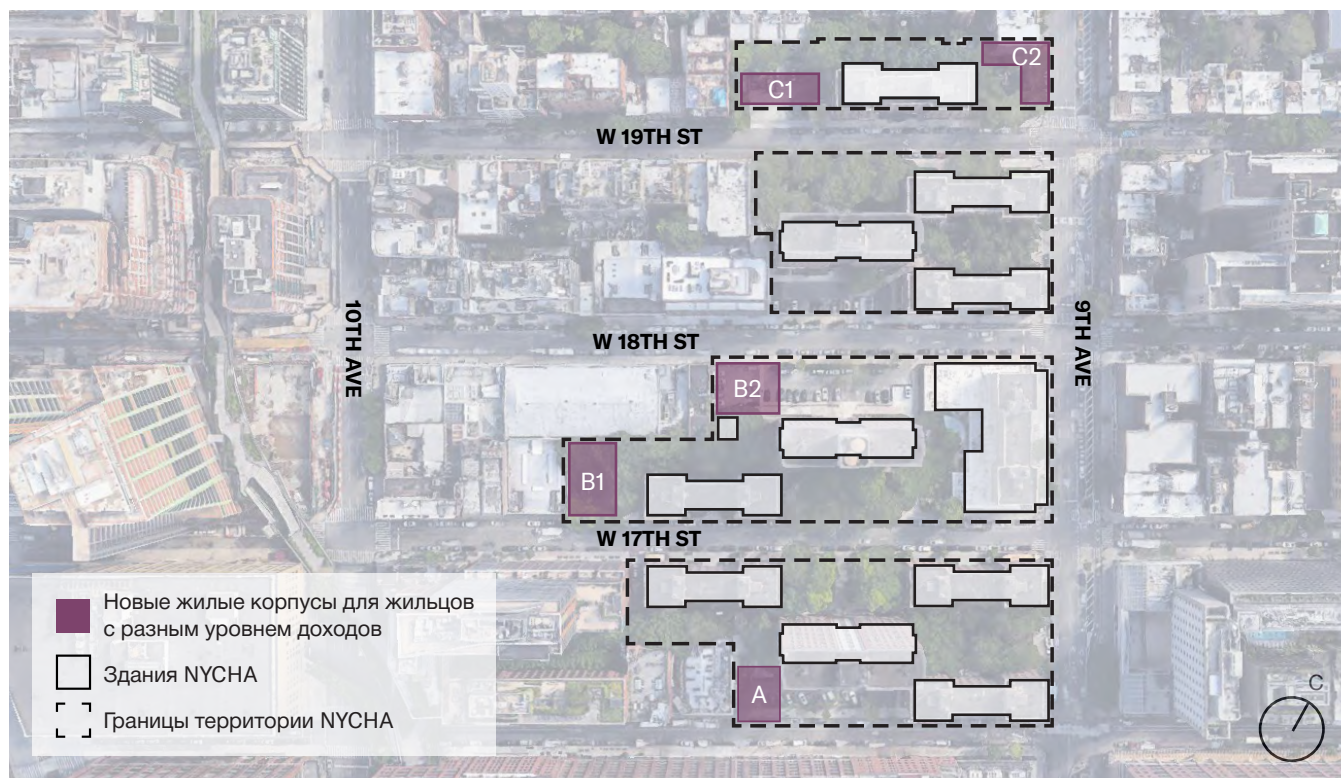 C2
C1
W 19TH ST
10TH AVE
9TH AVE
W 18TH ST
B2
B1
W 17TH ST
A
Новые жилые корпусы для жильцов
с разным уровнем доходов
Здания NYCHA
Границы территории NYCHA
С